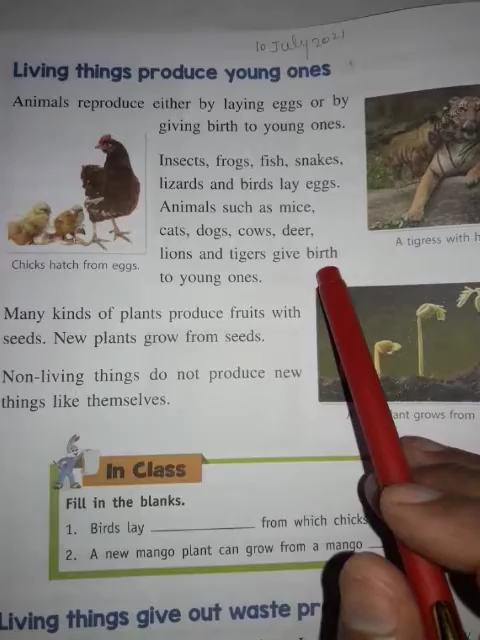 10 July 2021
Living things produce young ones
Animals reproduce either by laying eggs or by
giving birth to young ones.
Insects, frogs, fish, snakes,
lizards and birds lay eggs.
Animals such as mice,
cats, dogs, cows, deer,
lions and tigers give birth
to young ones.
Chicks hatch from eggs.
A tigress with
Many kinds of plants produce fruits with
seeds. New plants grow from seeds.
Non-living things do not produce new
things like themselves.
ant grows from
In Class
Fill in the blanks.
1. Birds lay ____________ from which chicks
2. A new mango plant can grow from a mango
Living things give out waste pr